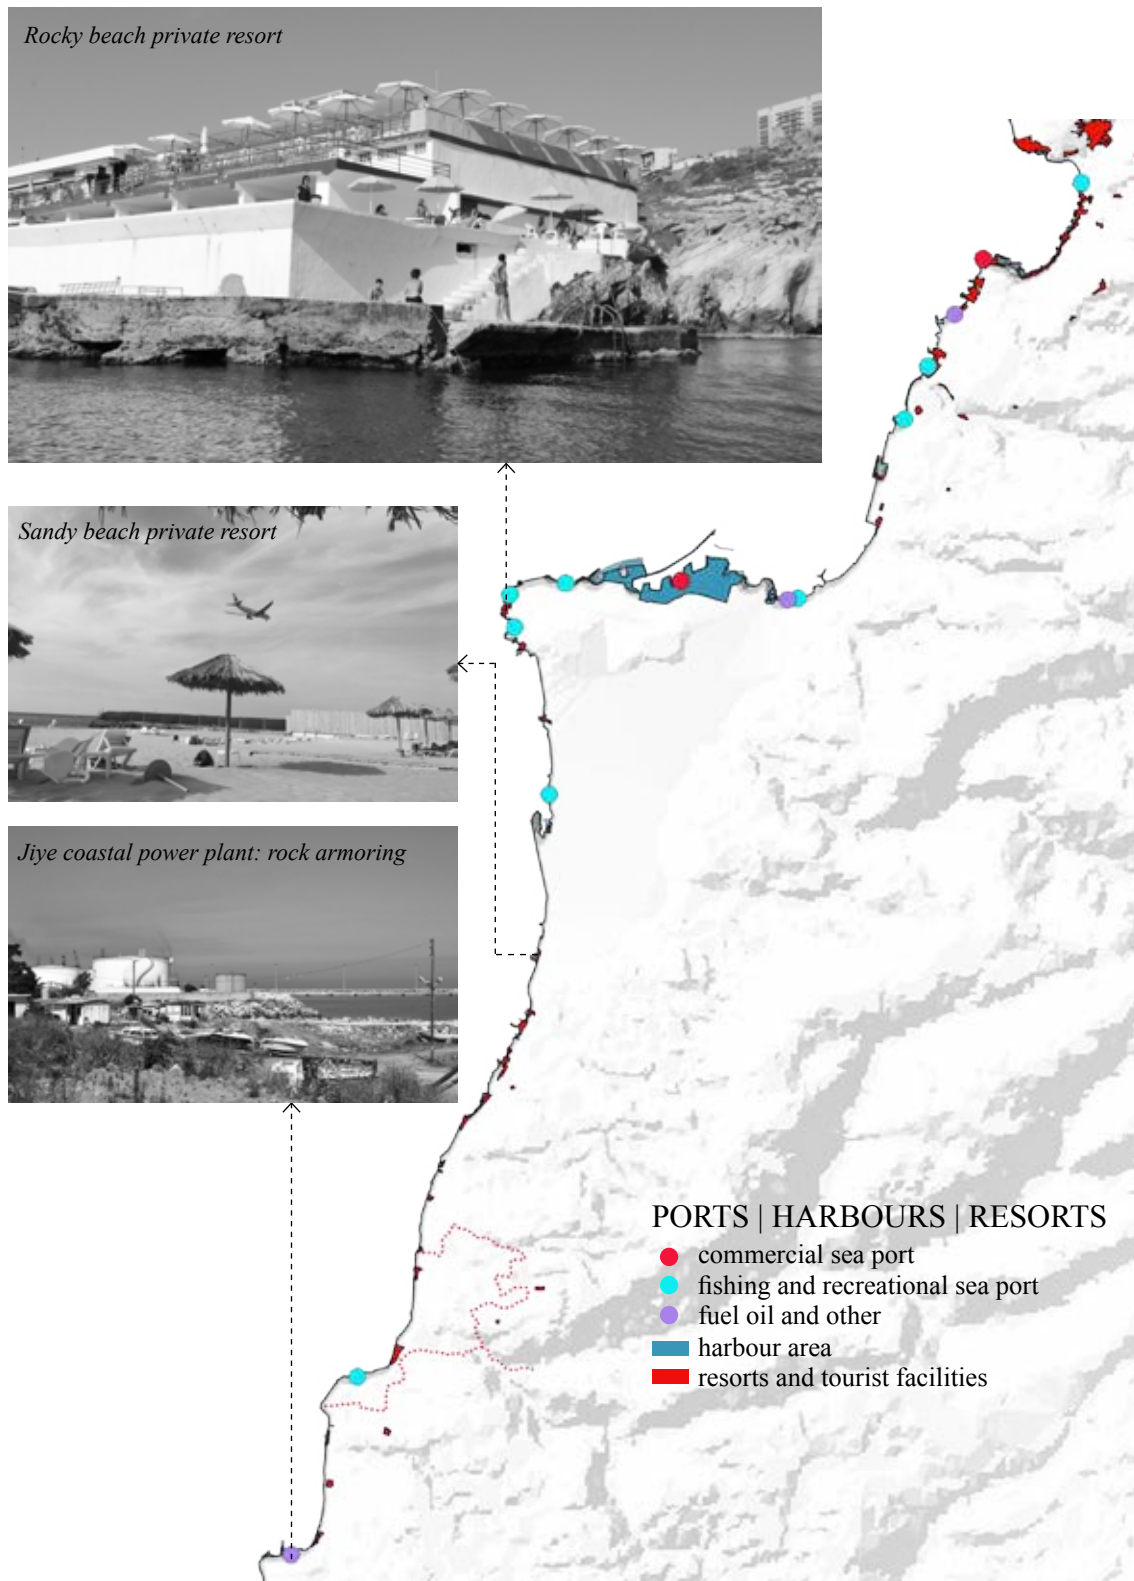 Rocky beach private resort
Sandy beach private resort
Jiye coastal power plant: rock armoring
PORTS | HARBOURS | RESORTS
commercial sea port
fishing and recreational sea port
fuel oil and other
harbour area
resorts and tourist facilities